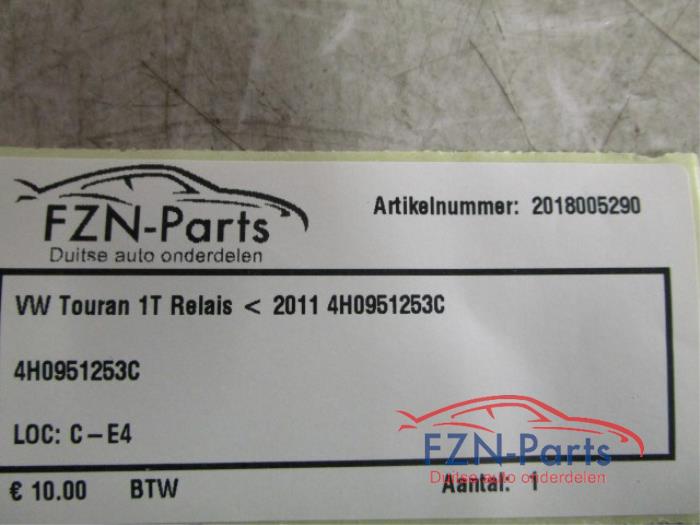 FZN-Parts
Duitse auto onderdelen
Artikelnummer: 2018005290
VW Touran 1T Relais < 2011 4H0951253C
4H0951253C
LOC: C-E4
€ 10.00 BTW Aantal: 1
FZN-Parts
Duitse auto onderdelen